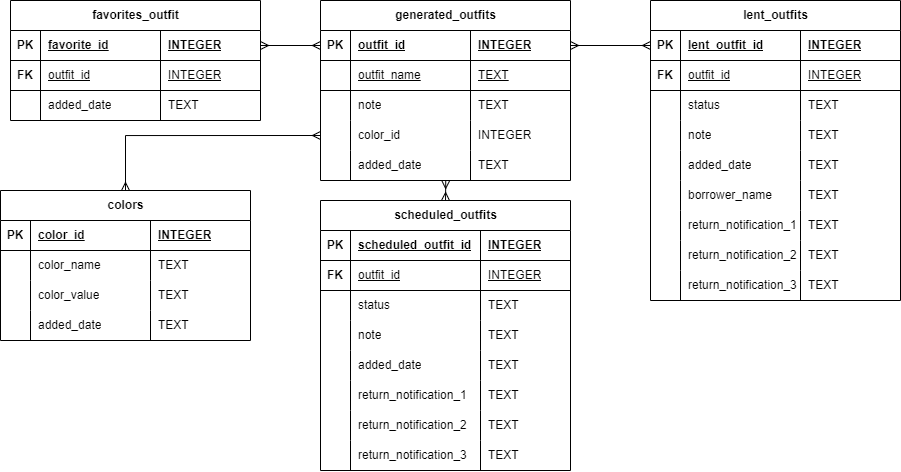 favorites_outfit
PK favorite_id INTEGER
FK outfit_id INTEGER
added_date TEXT
generated_outfits
PK outfit_id INTEGER
outfit_name TEXT
note TEXT
color_id INTEGER
added_date TEXT
lent_outfits
PK lent_outfit_id INTEGER
FK outfit_id INTEGER
status TEXT
note TEXT
added_date TEXT
borrower_name TEXT
return_notification_1 TEXT
return_notification_2 TEXT
return_notification_3 TEXT
colors
PK color_id INTEGER
color_name TEXT
color_value TEXT
added_date TEXT
scheduled_outfits
PK scheduled_outfit_id INTEGER
FK outfit_id INTEGER
status TEXT
note TEXT
added_date TEXT
return_notification_1 TEXT
return_notification_2 TEXT
return_notification_3 TEXT